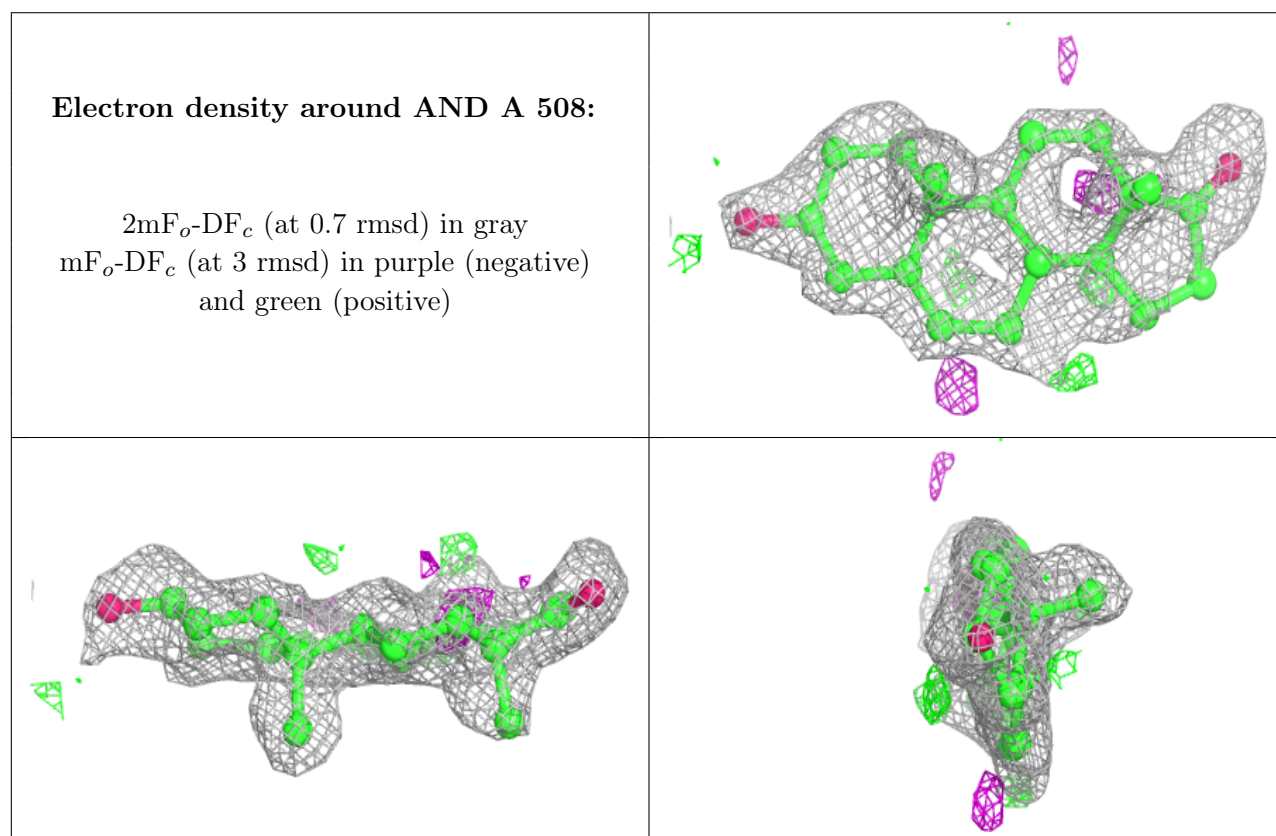 Electron density around AND A 508:
2mFₒ-DF𝒸 (at 0.7 rmsd) in gray
mFₒ-DF𝒸 (at 3 rmsd) in purple (negative)
and green (positive)